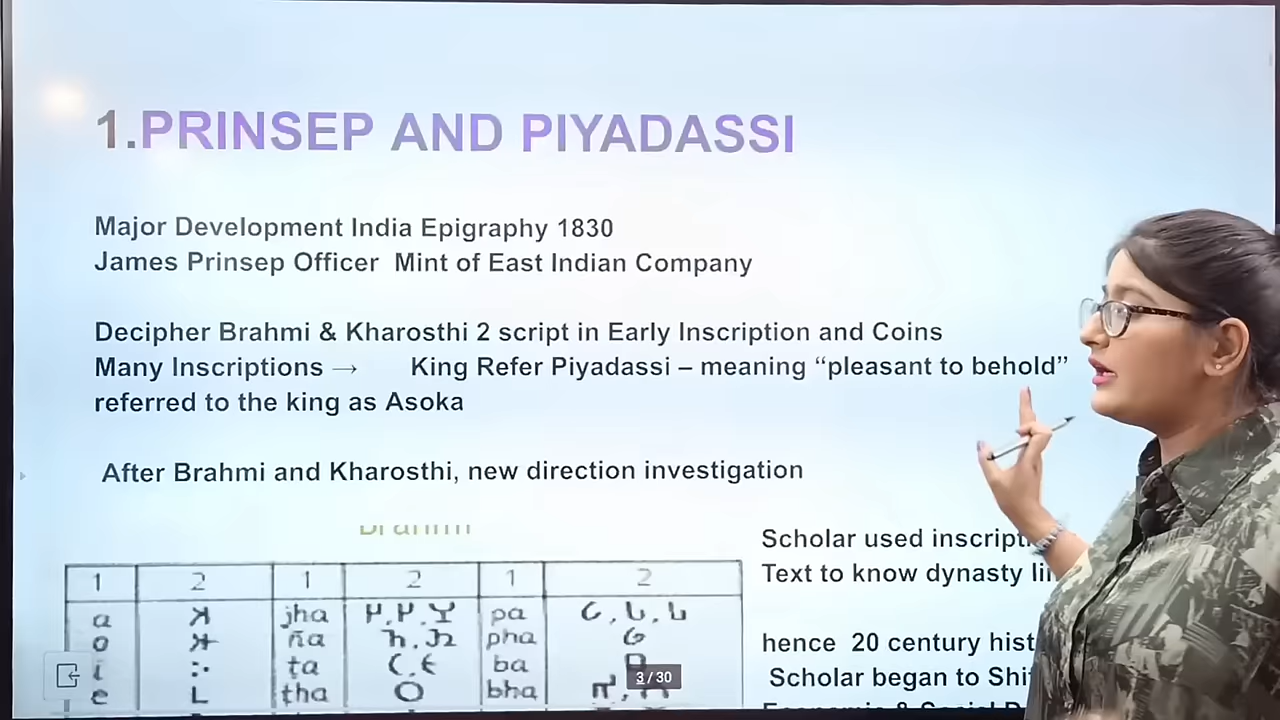 1.PRINSEP AND PIYADASSI
Major Development India Epigraphy 1830
James Prinsep Officer Mint of East Indian Company
Decipher Brahmi & Kharosthi 2 script in Early Inscription and Coins
Many Inscriptions → King Refer Piyadassi – meaning “pleasant to behold”
referred to the king as Asoka
After Brahmi and Kharosthi, new direction investigation
Scholar used
Text to know dynasty
hence 20 century
Scholar began to
1 2 1 2 1 2
a jha pa
o ña pha
i ta ba
e tha bha
3 / 30